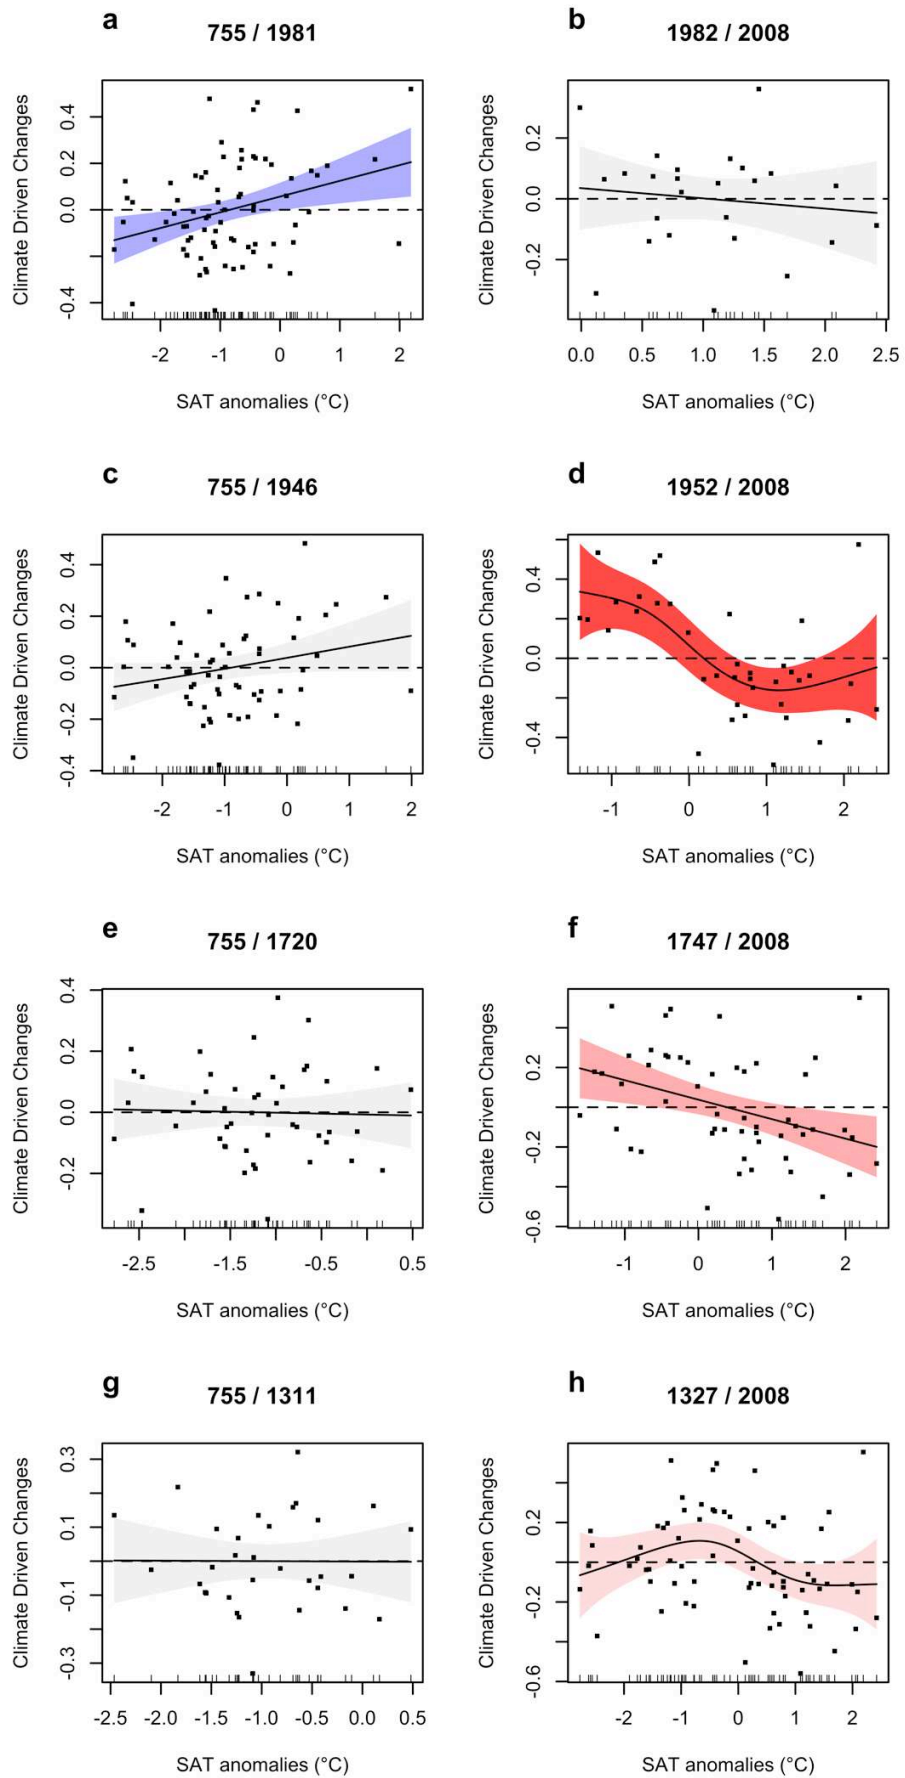 a
755 / 1981
Climate Driven Changes
-0.4 0.0 0.2 0.4
-2 -1 0 1 2
SAT anomalies (°C)
b
1982 / 2008
Climate Driven Changes
-0.2 0.0 0.2
0.0 0.5 1.0 1.5 2.0 2.5
SAT anomalies (°C)
c
755 / 1946
Climate Driven Changes
-0.4 -0.2 0.0 0.2 0.4
-2 -1 0 1 2
SAT anomalies (°C)
d
1952 / 2008
Climate Driven Changes
-0.4 0.0 0.4
-1 0 1 2
SAT anomalies (°C)
e
755 / 1720
Climate Driven Changes
-0.2 0.0 0.2 0.4
-2.5 -1.5 -0.5 0.5
SAT anomalies (°C)
f
1747 / 2008
Climate Driven Changes
-0.6 -0.2 0.2
-1 0 1 2
SAT anomalies (°C)
g
755 / 1311
Climate Driven Changes
-0.3 -0.1 0.1 0.3
-2.5 -2.0 -1.5 -1.0 -0.5 0.0 0.5
SAT anomalies (°C)
h
1327 / 2008
Climate Driven Changes
-0.6 -0.2 0.2
-2 -1 0 1 2
SAT anomalies (°C)